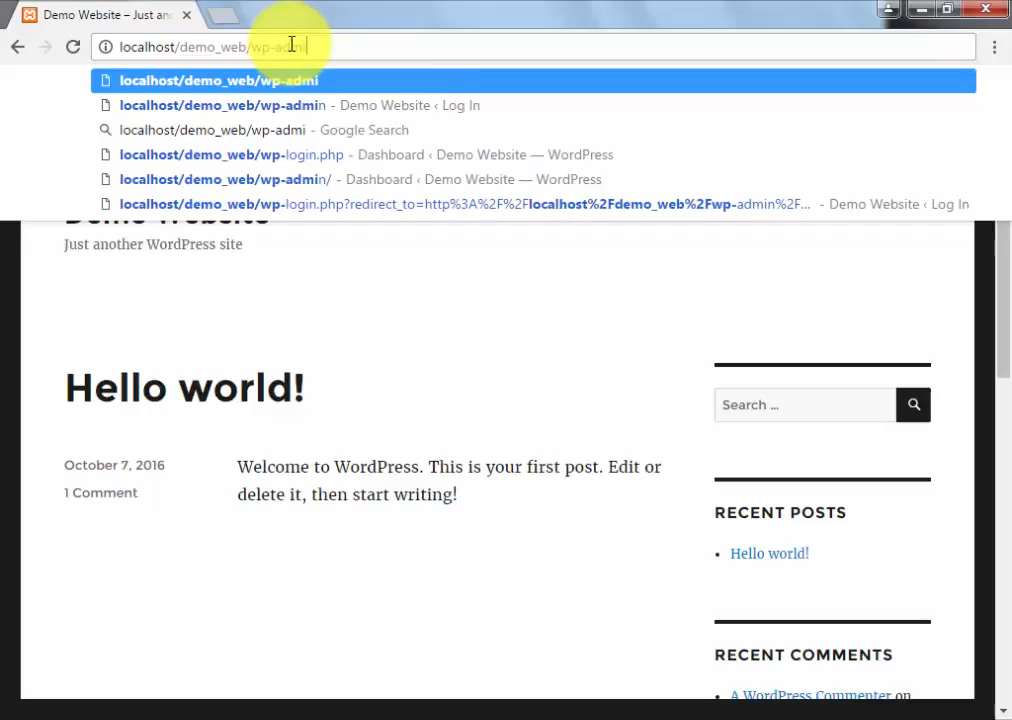 Demo Website – Just an
localhost/demo_web/wp-admi
localhost/demo_web/wp-admi
localhost/demo_web/wp-admin - Demo Website ‹ Log In
localhost/demo_web/wp-admi - Google Search
localhost/demo_web/wp-login.php - Dashboard ‹ Demo Website — WordPress
localhost/demo_web/wp-admin/ - Dashboard ‹ Demo Website — WordPress
localhost/demo_web/wp-login.php?redirect_to=http%3A%2F%2Flocalhost%2Fdemo_web%2Fwp-admin%2F... - Demo Website ‹ Log In
Demo Website
Just another WordPress site
Hello world!
October 7, 2016
1 Comment
Welcome to WordPress. This is your first post. Edit or
delete it, then start writing!
Search …
RECENT POSTS
Hello world!
RECENT COMMENTS
A WordPress Commenter on